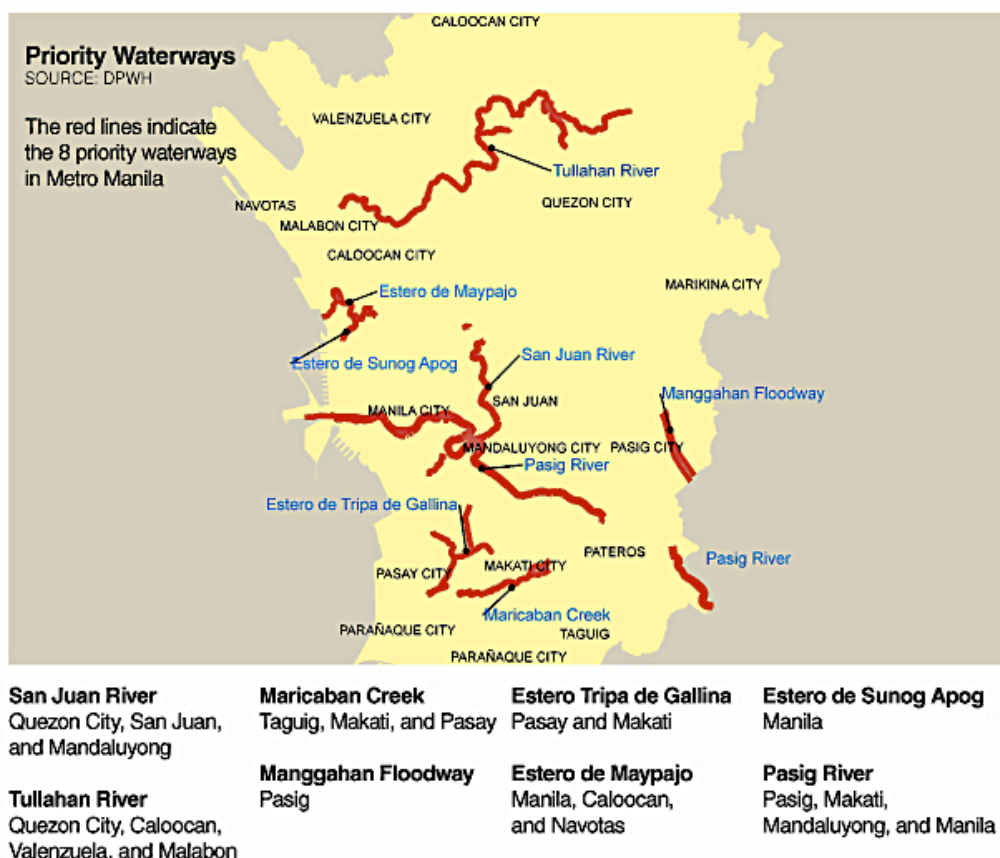 CALOOCAN CITY
Priority Waterways
SOURCE: DPWH
The red lines indicate
the 8 priority waterways
in Metro Manila
VALENZUELA CITY
Tullahan River
QUEZON CITY
NAVOTAS
MALABON CITY
CALOOCAN CITY
MARIKINA CITY
Estero de Maypajo
Estero de Sunog Apog
San Juan River
Manggahan Floodway
SAN JUAN
MANILA CITY
MANDALUYONG CITY
PASIG CITY
Pasig River
Estero de Tripa de Gallina
PATEROS
Pasig River
MAKATI CITY
PASAY CITY
Maricaban Creek
PARAÑAQUE CITY
TAGUIG
PARAÑAQUE CITY
San Juan River
Quezon City, San Juan,
and Mandaluyong
Tullahan River
Quezon City, Caloocan,
Valenzuela, and Malabon
Maricaban Creek
Taguig, Makati, and Pasay
Manggahan Floodway
Pasig
Estero Tripa de Gallina
Pasay and Makati
Estero de Maypajo
Manila, Caloocan,
and Navotas
Estero de Sunog Apog
Manila
Pasig River
Pasig, Makati,
Mandaluyong, and Manila